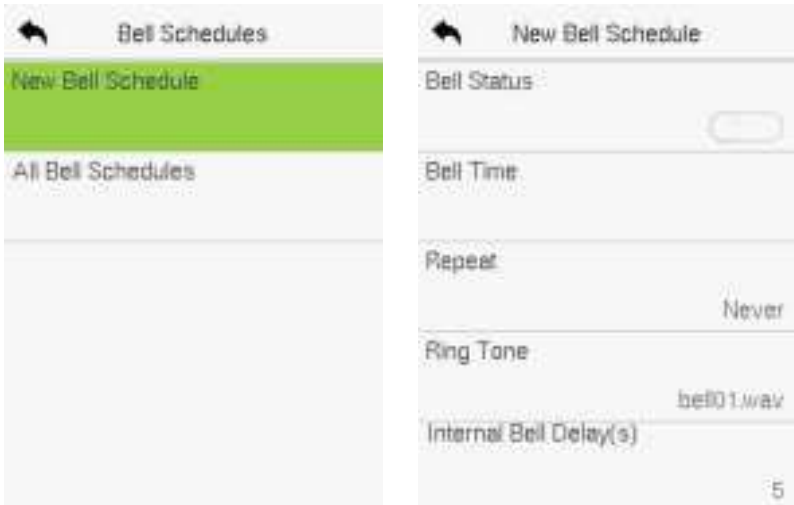 Bell Schedules
New Bell Schedule
All Bell Schedules
New Bell Schedule
Bell Status
Bell Time
Repeat
Never
Ring Tone
bell01.wav
Internal Bell Delay(s)
5